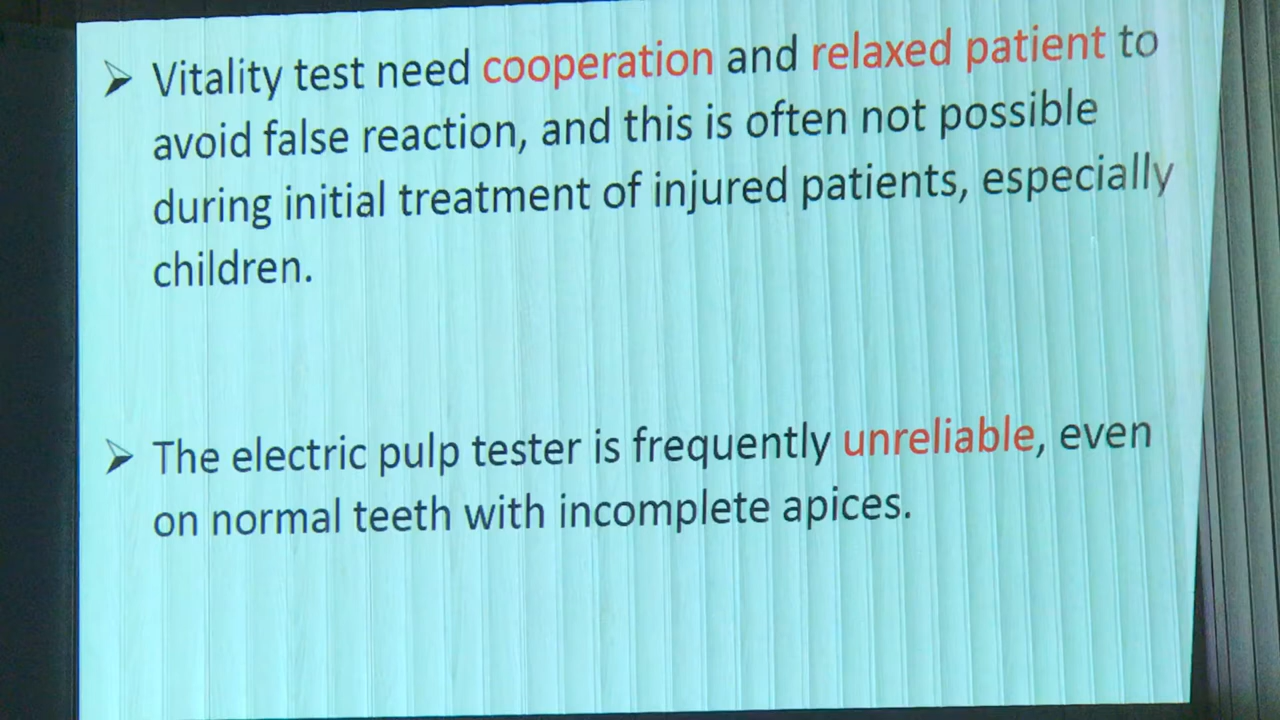 ➢ Vitality test need cooperation and relaxed patient to
avoid false reaction, and this is often not possible
during initial treatment of injured patients, especially
children.
➢ The electric pulp tester is frequently unreliable, even
on normal teeth with incomplete apices.